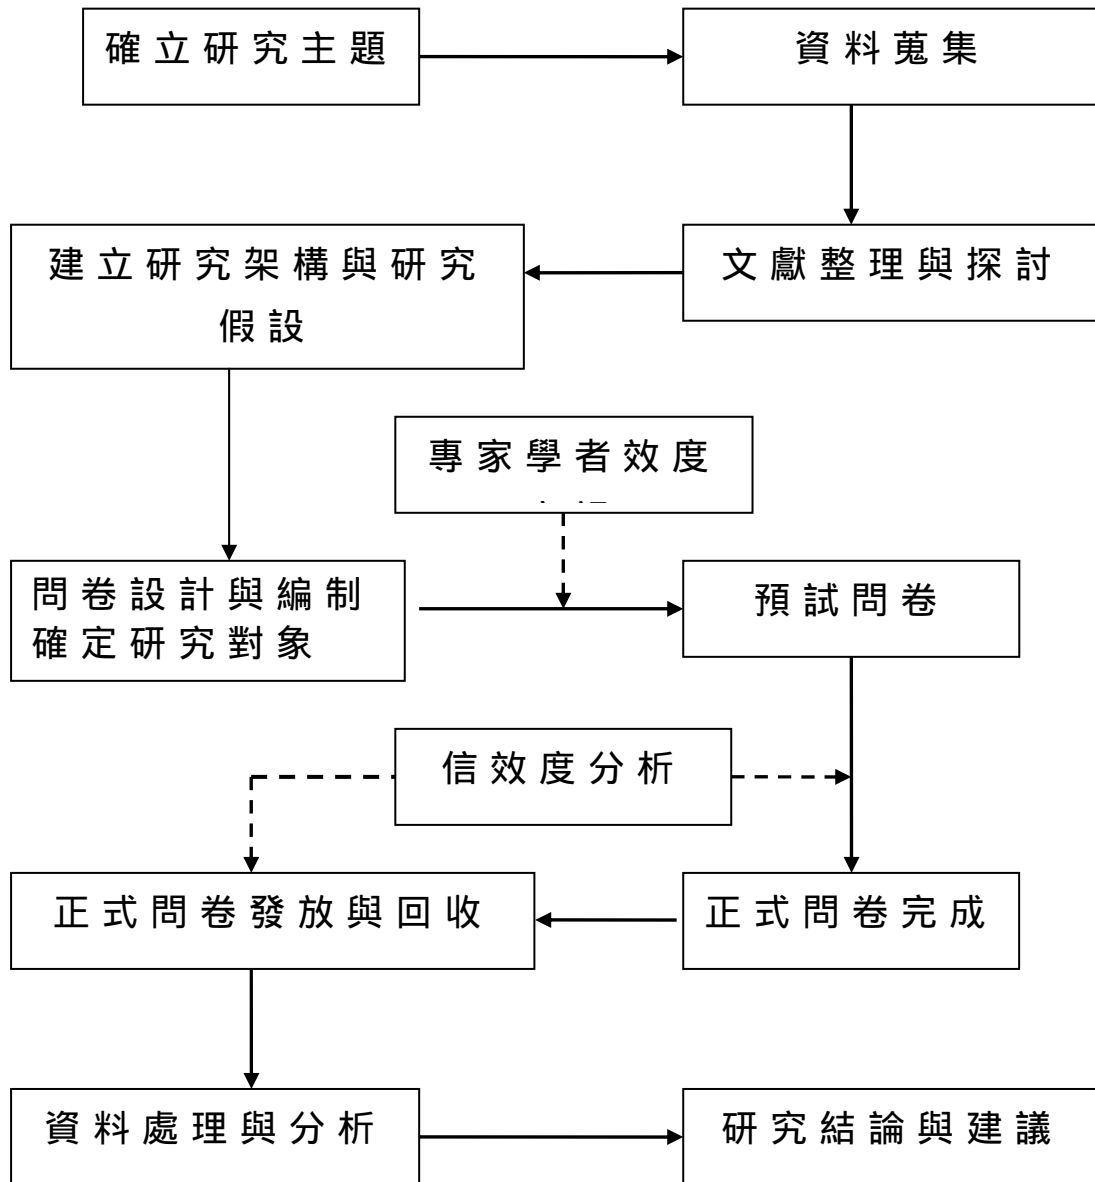 確立研究主題
資料蒐集
文獻整理與探討
建立研究架構與研究
假設
專家學者效度
問卷設計與編制
確定研究對象
預試問卷
信效度分析
正式問卷完成
正式問卷發放與回收
資料處理與分析
研究結論與建議